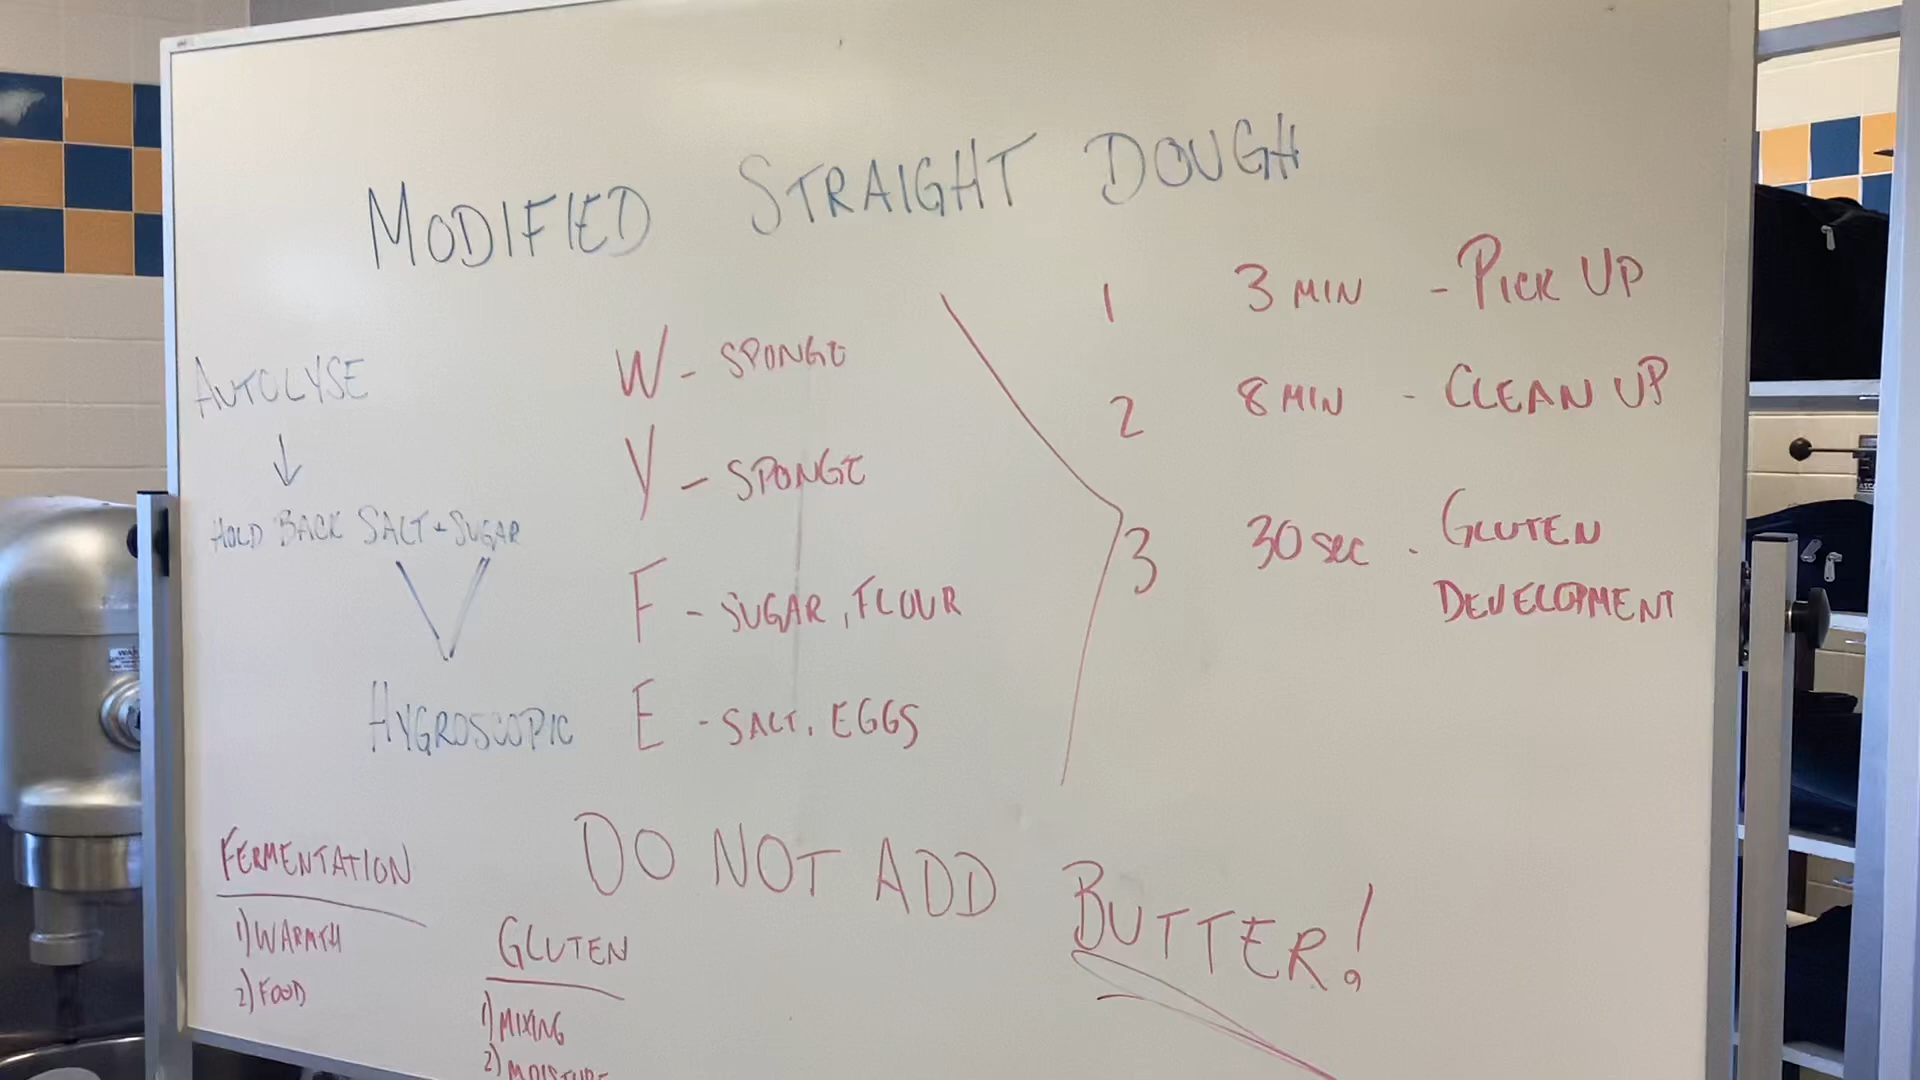 MODIFIED STRAIGHT DOUGH
AUTOLYSE
HOLD BACK SALT + SUGAR
HYGROSCOPIC
W - SPONGE
Y - SPONGE
F - SUGAR, FLOUR
E - SALT, EGGS
1 3 MIN - PICK UP
2 8 MIN - CLEAN UP
3 30 SEC - GLUTEN
DEVELOPMENT
DO NOT ADD BUTTER!
FERMENTATION
1) WARMTH
2) FOOD
GLUTEN
1) MIXING
2) MOISTURE